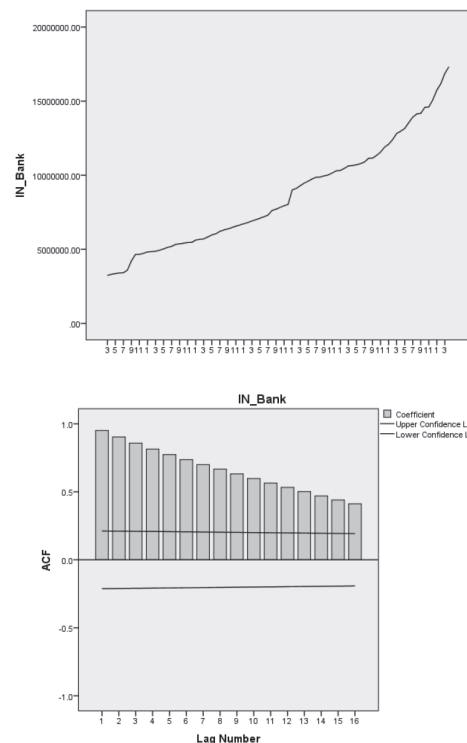 20000000.00
15000000.00
10000000.00
5000000.00
.00
IN_Bank
3 5 7 9 11 1 3 5 7 9 11 1 3 5 7 9 11 1 3 5 7 9 11 1 3 5 7 9 11 1 3 5 7 9 11 1 3 5 7 9 11 1 3
IN_Bank
Coefficient
Upper Confidence L
Lower Confidence L
1.0
0.5
0.0
-0.5
-1.0
ACF
1 2 3 4 5 6 7 8 9 10 11 12 13 14 15 16
Lag Number